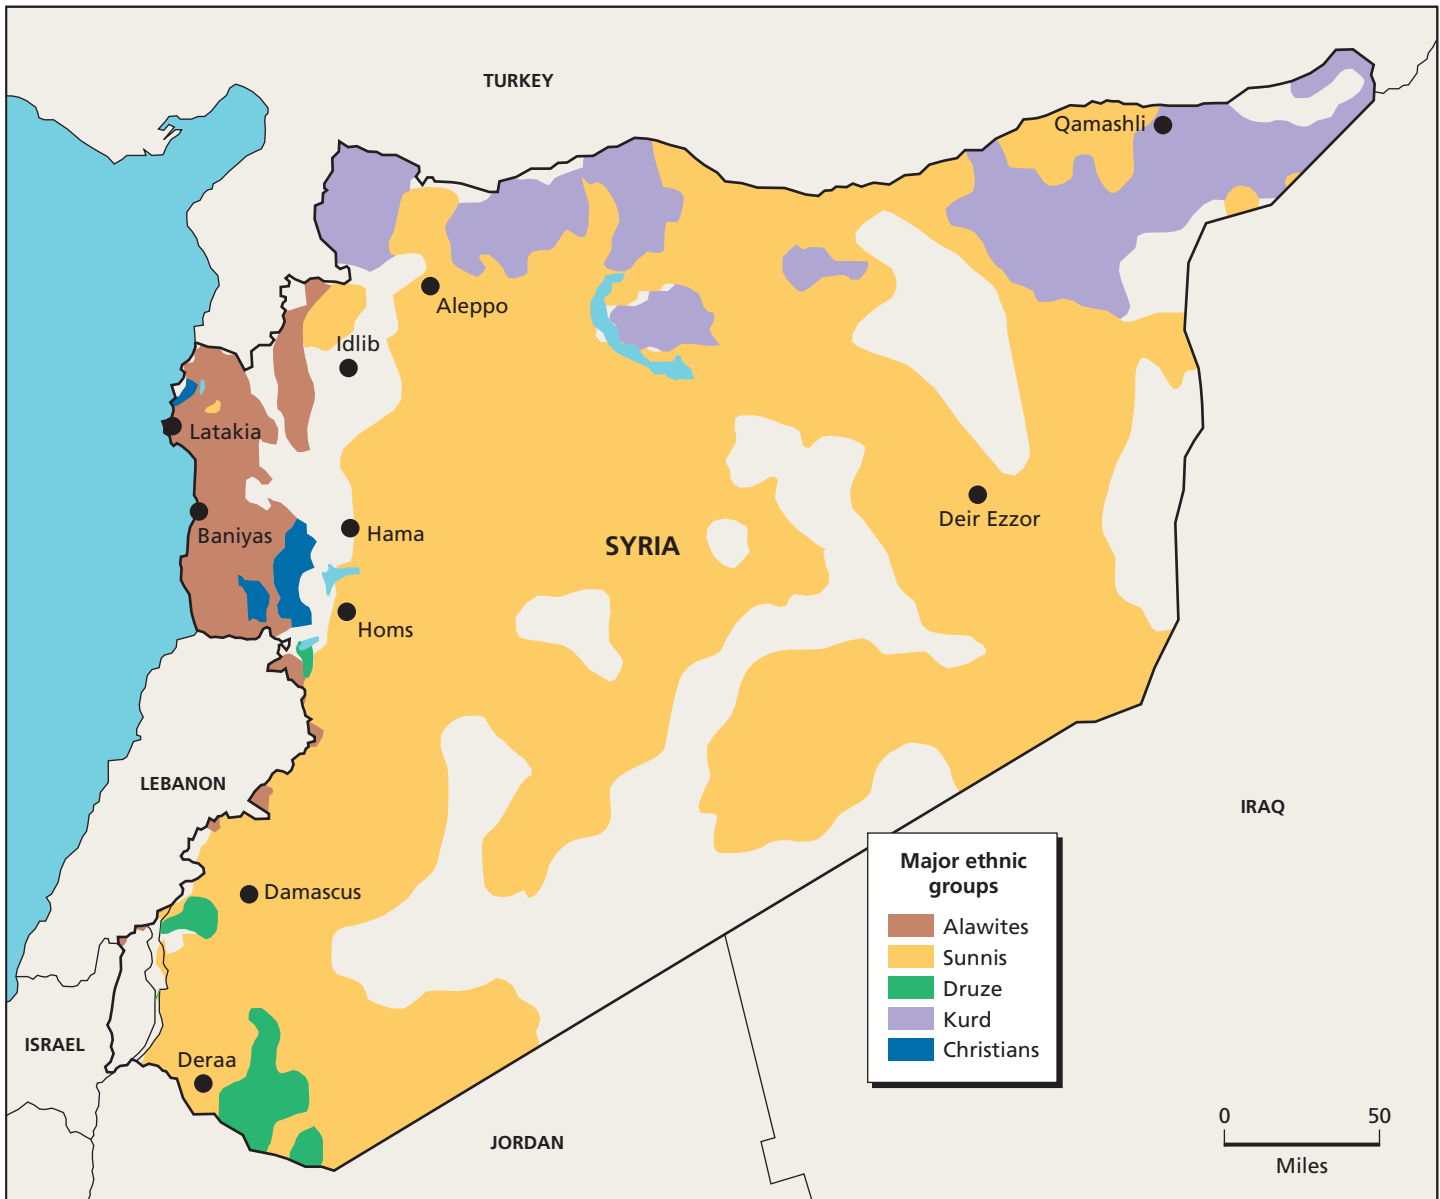 TURKEY
Qamashli
Aleppo
Idlib
Latakia
Deir Ezzor
Baniyas
Hama
SYRIA
Homs
LEBANON
IRAQ
Major ethnic
groups
Alawites
Sunnis
Druze
Kurd
Christians
Damascus
ISRAEL
Deraa
JORDAN
0 50
Miles